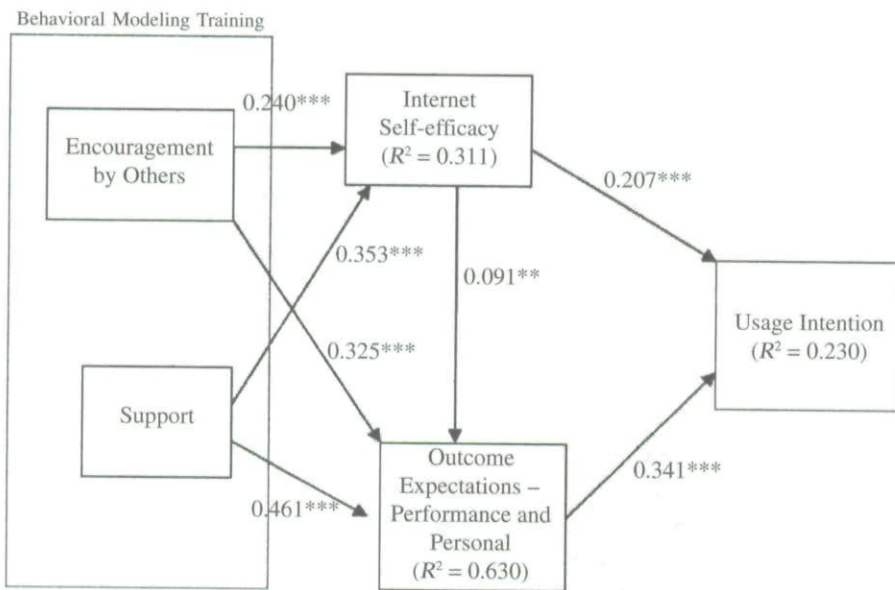 Behavioral Modeling Training
0.240***
Internet
Self-efficacy
(R² = 0.311)
Encouragement
by Others
0.207***
0.353***
0.091**
Usage Intention
(R² = 0.230)
0.325***
Support
Outcome
Expectations –
Performance and
Personal
(R² = 0.630)
0.341***
0.461***